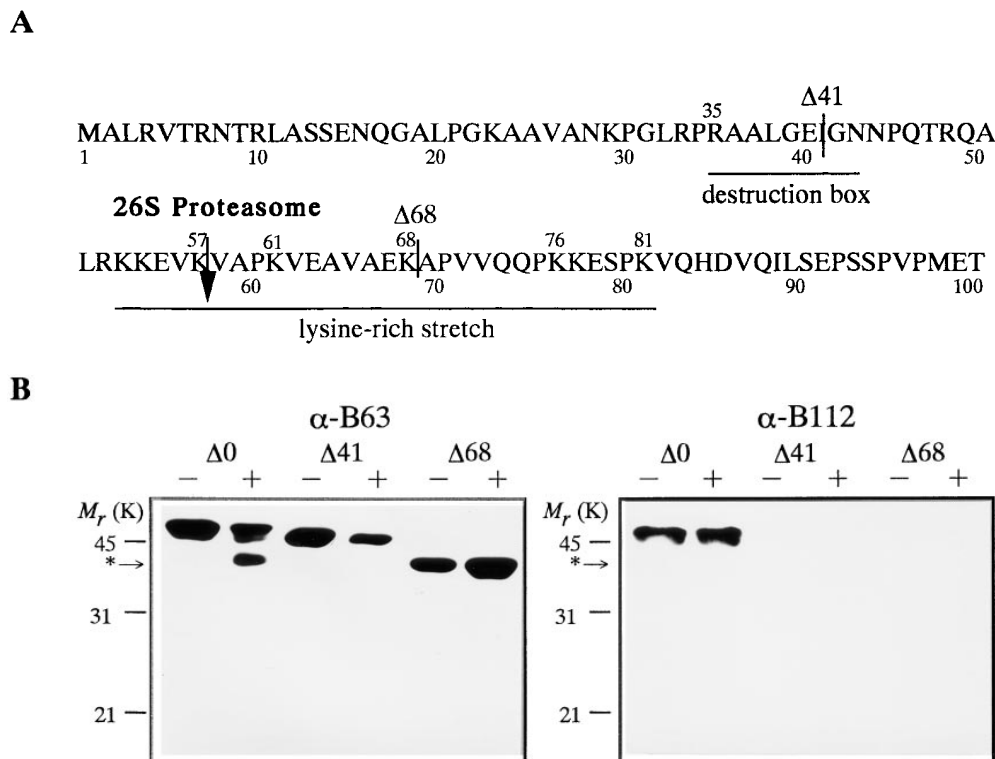 A
35 Δ41
MALRVTRNTRLASSENQGALPGKAAVANKPGLRPRAALGEIGNNPQTRQA
1 10 20 30 40 50
destruction box
26S Proteasome
Δ68
57 61 68 76 81
LRKKEVKVAPKVEAVAEKAPVVQQPKKESPKVQHDVQILSEPSSPVPMET
60 70 80 90 100
lysine-rich stretch
B
α-B63 α-B112
Δ0 Δ41 Δ68 Δ0 Δ41 Δ68
− + − + − + − + − + − +
Mr (K) Mr (K)
45 45
*→ *→
31 31
21 21